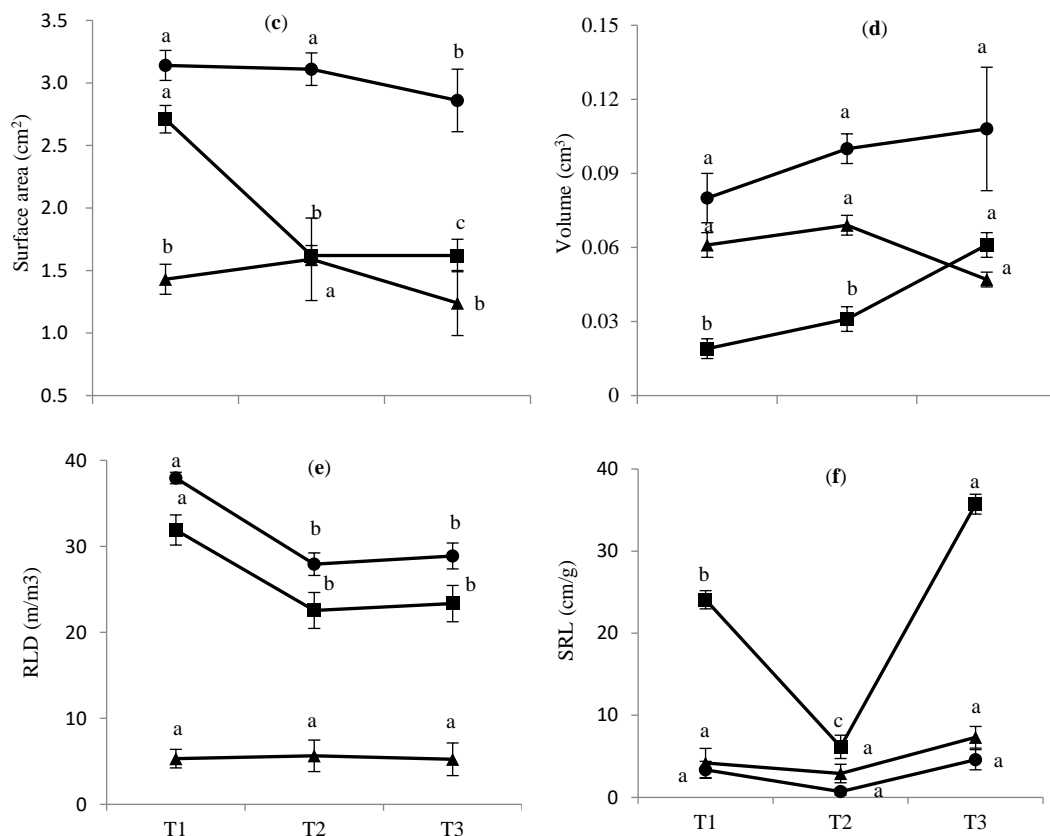 (c)
Surface area (cm²)
3.5
3.0
2.5
2.0
1.5
1.0
0.5
a
a
b
a
b
c
b
a
b
(d)
Volume (cm³)
0.15
0.12
0.09
0.06
0.03
0
a
a
a
a
a
a
b
b
a
(e)
RLD (m/m3)
40
30
20
10
0
a
b
b
a
b
b
a
a
a
T1
T2
T3
(f)
SRL (cm/g)
40
30
20
10
0
b
c
a
a
a
a
a
a
a
T1
T2
T3